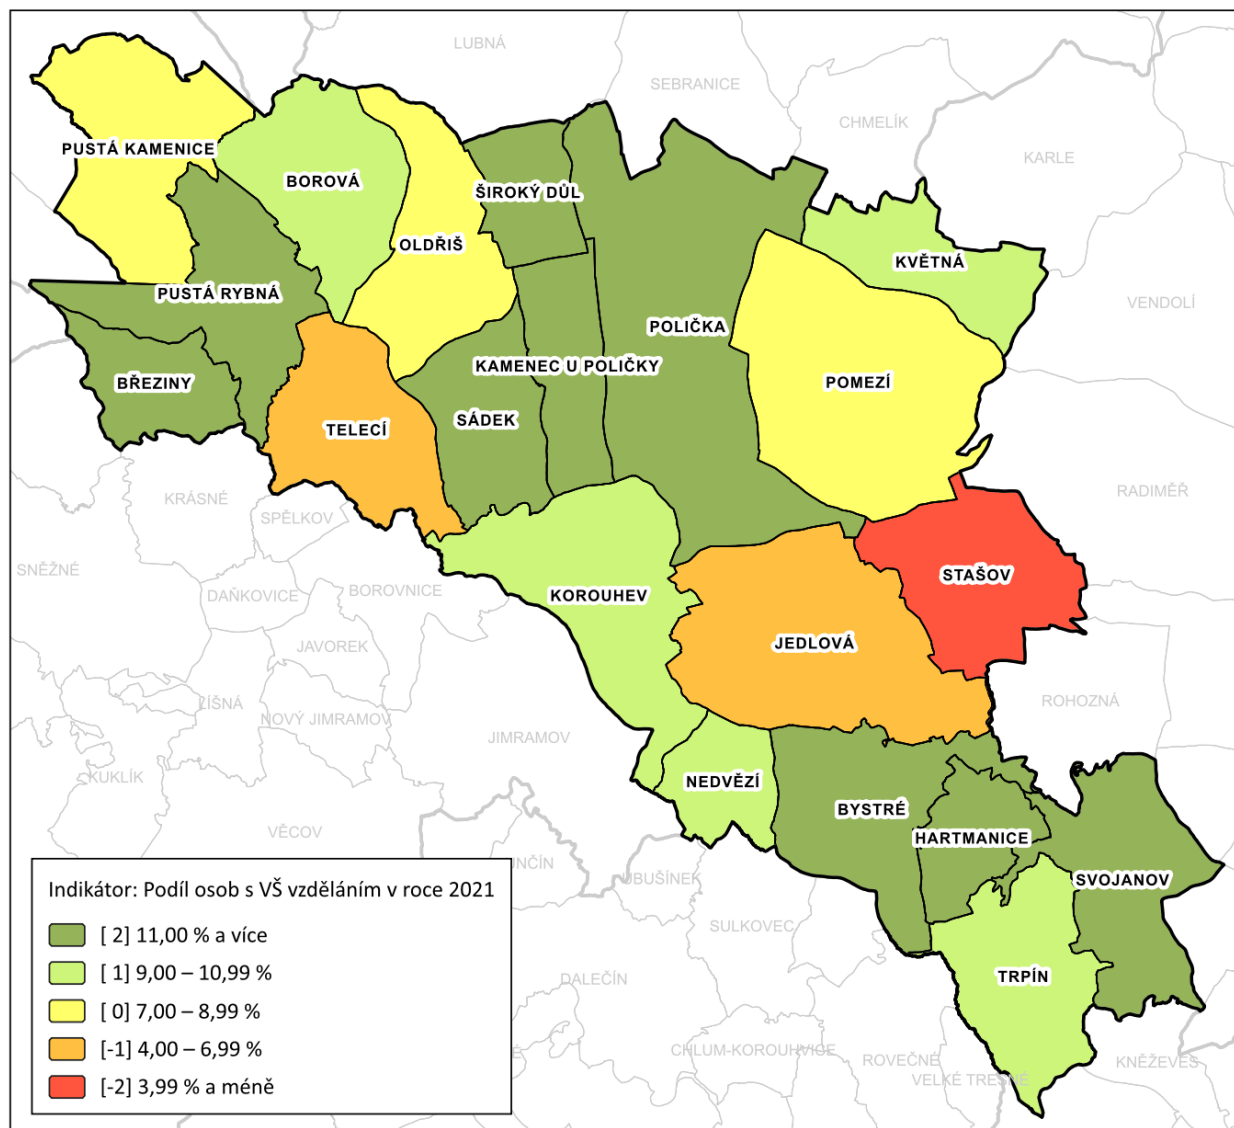 LUBNÁ
SEBRANICE
CHMELÍK
PUSTÁ KAMENICE
KARLE
BOROVÁ
ŠIROKÝ DŮL
OLDŘIŠ
KVĚTNÁ
PUSTÁ RYBNÁ
VENDOLÍ
POLIČKA
KAMENEC U POLIČKY
BŘEZINY
POMEZÍ
SÁDEK
TELECÍ
RADIMĚŘ
KRÁSNÉ
SPĚLKOV
SNĚŽNÉ
STAŠOV
BOROVNICE
DAŇKOVICE
KOROUHEV
JEDLOVÁ
JAVOREK
LÍŠNÁ
ROHOZNÁ
NOVÝ JIMRAMOV
JIMRAMOV
KUKLÍK
NEDVĚZÍ
BYSTRÉ
VĚCOV
HARTMANICE
UBUŠÍNEK
SVOJANOV
SULKOVEC
TRPÍN
DALEČÍN
CHLUM-KOROUHVICE
ROVEČNÉ
KNĚŽEVES
VELKÉ TRESNÉ
Indikátor: Podíl osob s VŠ vzděláním v roce 2021
[ 2] 11,00 % a více
[ 1] 9,00 – 10,99 %
[ 0] 7,00 – 8,99 %
[-1] 4,00 – 6,99 %
[-2] 3,99 % a méně